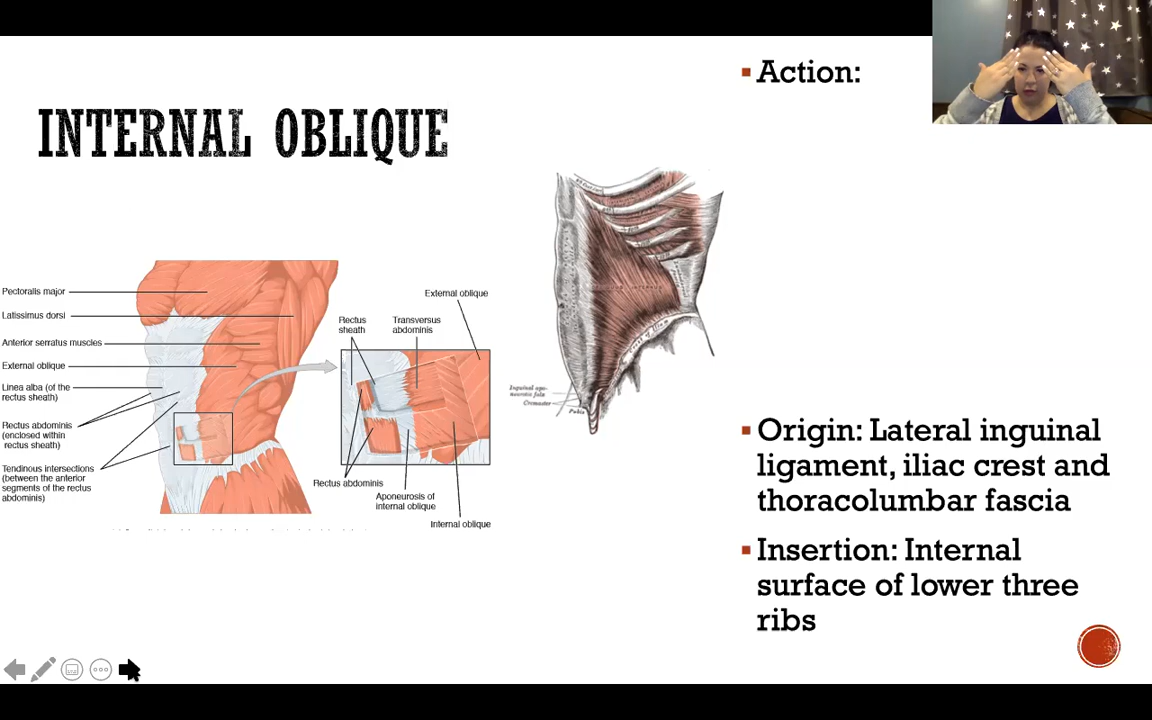 INTERNAL OBLIQUE
Pectoralis major
Latissimus dorsi
Anterior serratus muscles
External oblique
Linea alba (of the
rectus sheath)
Rectus abdominis
(enclosed within
rectus sheath)
Tendinous intersections
(between the anterior
segments of the rectus
abdominis)
External oblique
Rectus
sheath
Transversus
abdominis
Rectus abdominis
Aponeurosis of
internal oblique
Internal oblique
Cremaster
Pubis
Action:
Origin: Lateral inguinal
ligament, iliac crest and
thoracolumbar fascia
Insertion: Internal
surface of lower three
ribs